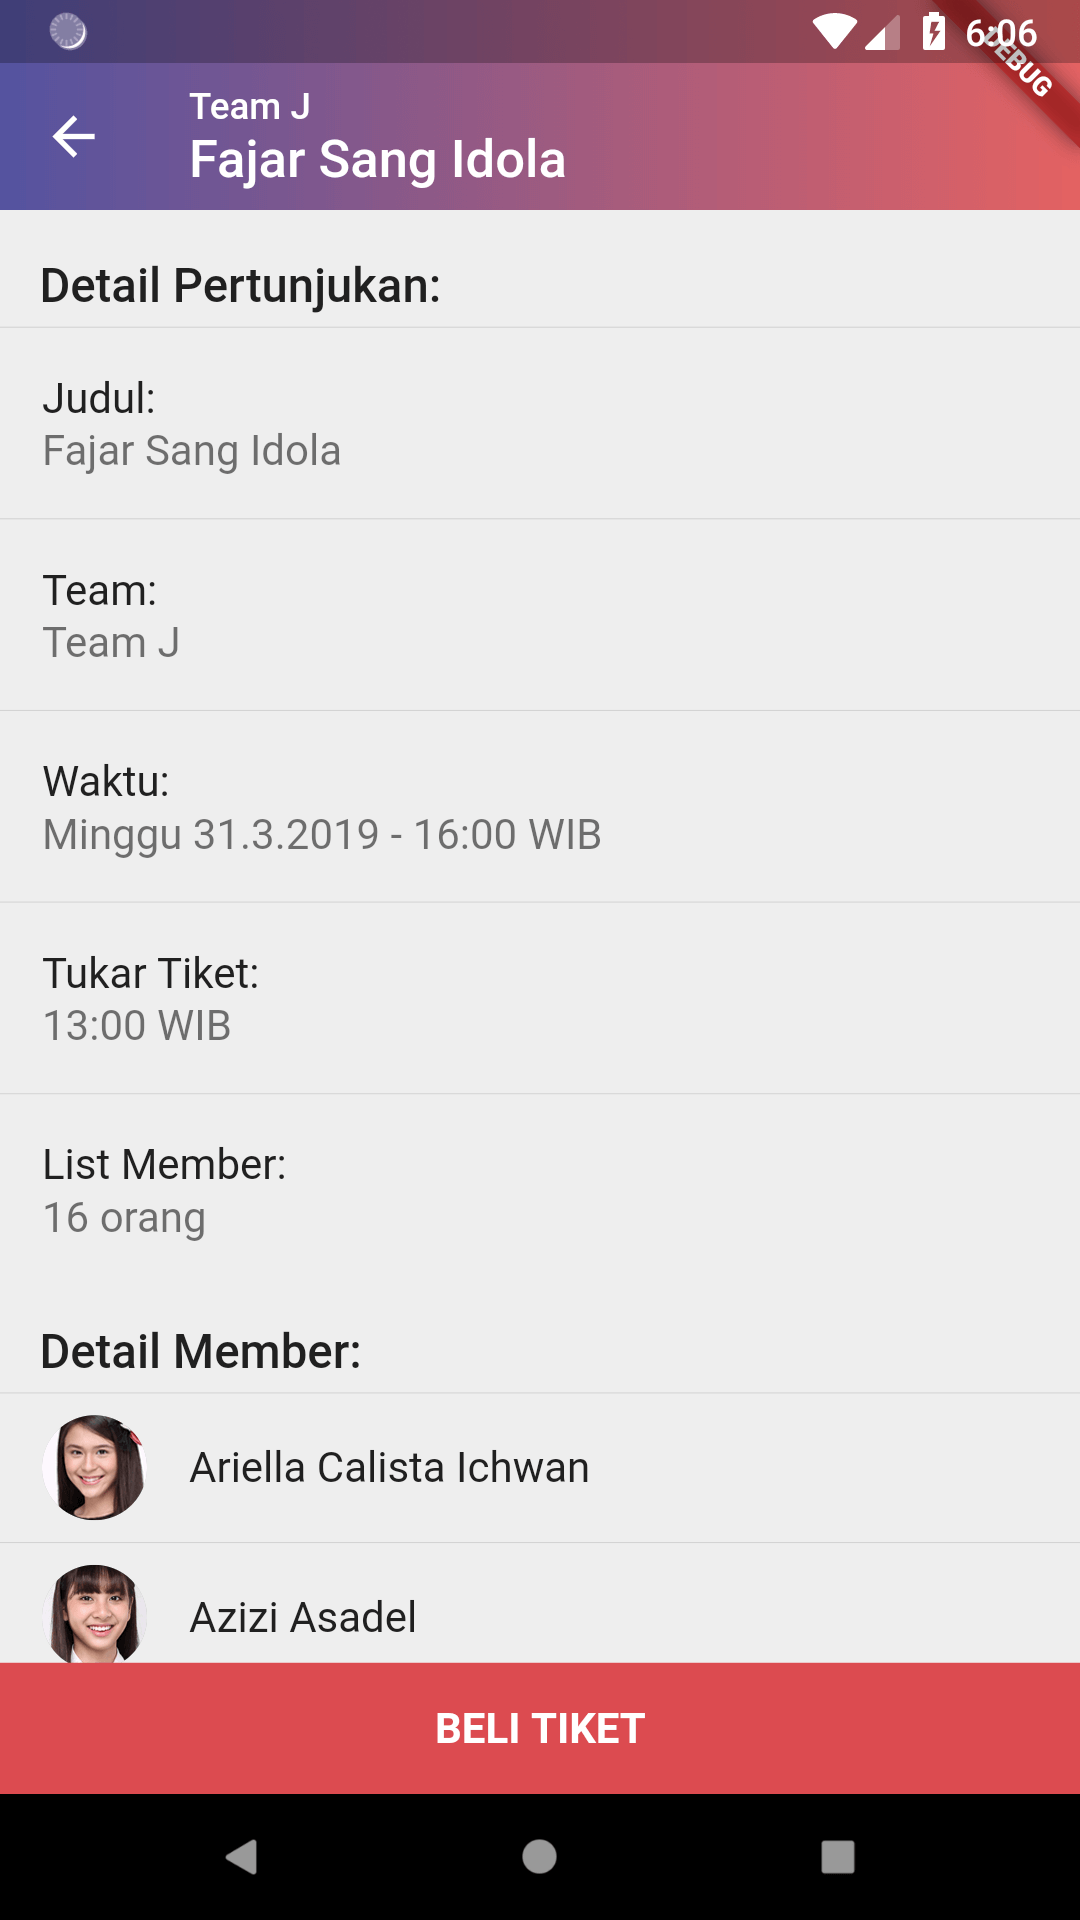 6:06
DEBUG
Team J
Fajar Sang Idola
Detail Pertunjukan:
Judul:
Fajar Sang Idola
Team:
Team J
Waktu:
Minggu 31.3.2019 - 16:00 WIB
Tukar Tiket:
13:00 WIB
List Member:
16 orang
Detail Member:
Ariella Calista Ichwan
Azizi Asadel
BELI TIKET